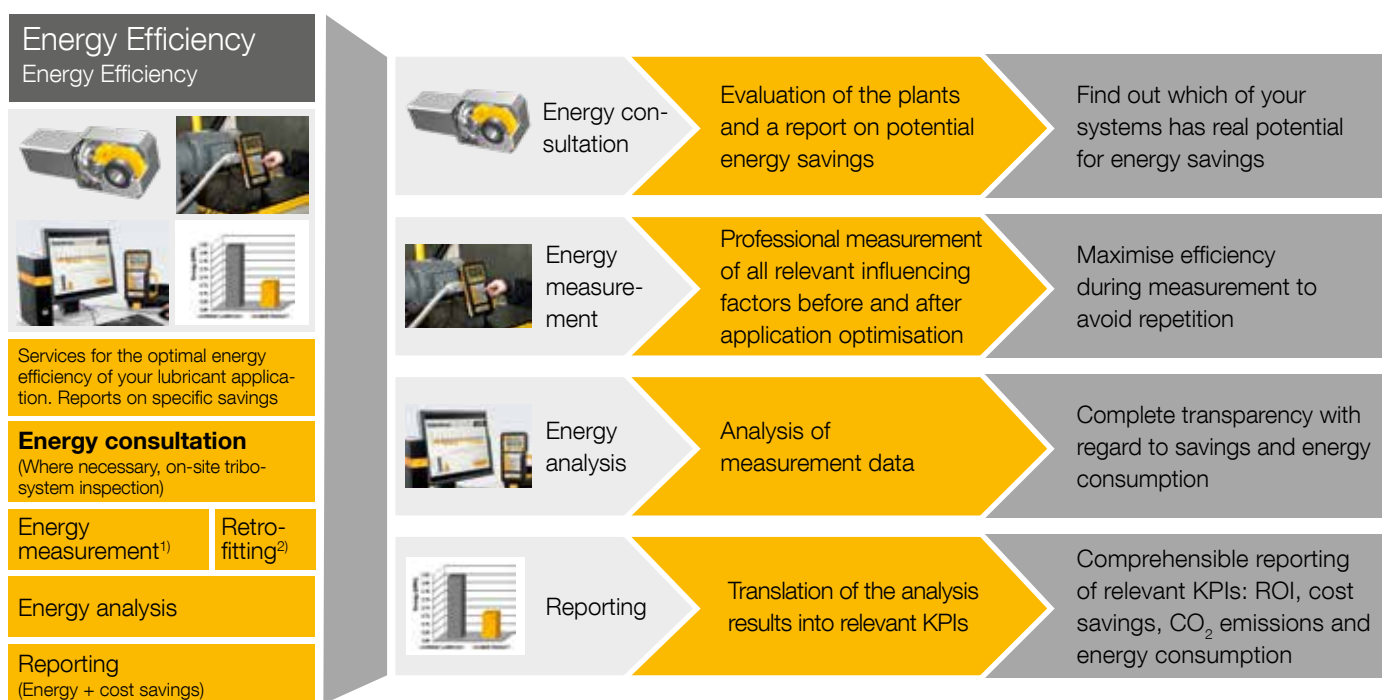 Energy Efficiency
Energy Efficiency
Services for the optimal energy
efficiency of your lubricant applica-
tion. Reports on specific savings
Energy consultation
(Where necessary, on-site tribo-
system inspection)
Energy
measurement1)
Retro-
fitting2)
Energy analysis
Reporting
(Energy + cost savings)
Energy con-
sultation
Evaluation of the plants
and a report on potential
energy savings
Find out which of your
systems has real potential
for energy savings
Energy
measure-
ment
Professional measurement
of all relevant influencing
factors before and after
application optimisation
Maximise efficiency
during measurement to
avoid repetition
Energy
analysis
Analysis of
measurement data
Complete transparency with
regard to savings and energy
consumption
Reporting
Translation of the analysis
results into relevant KPIs
Comprehensible reporting
of relevant KPIs: ROI, cost
savings, CO2 emissions and
energy consumption